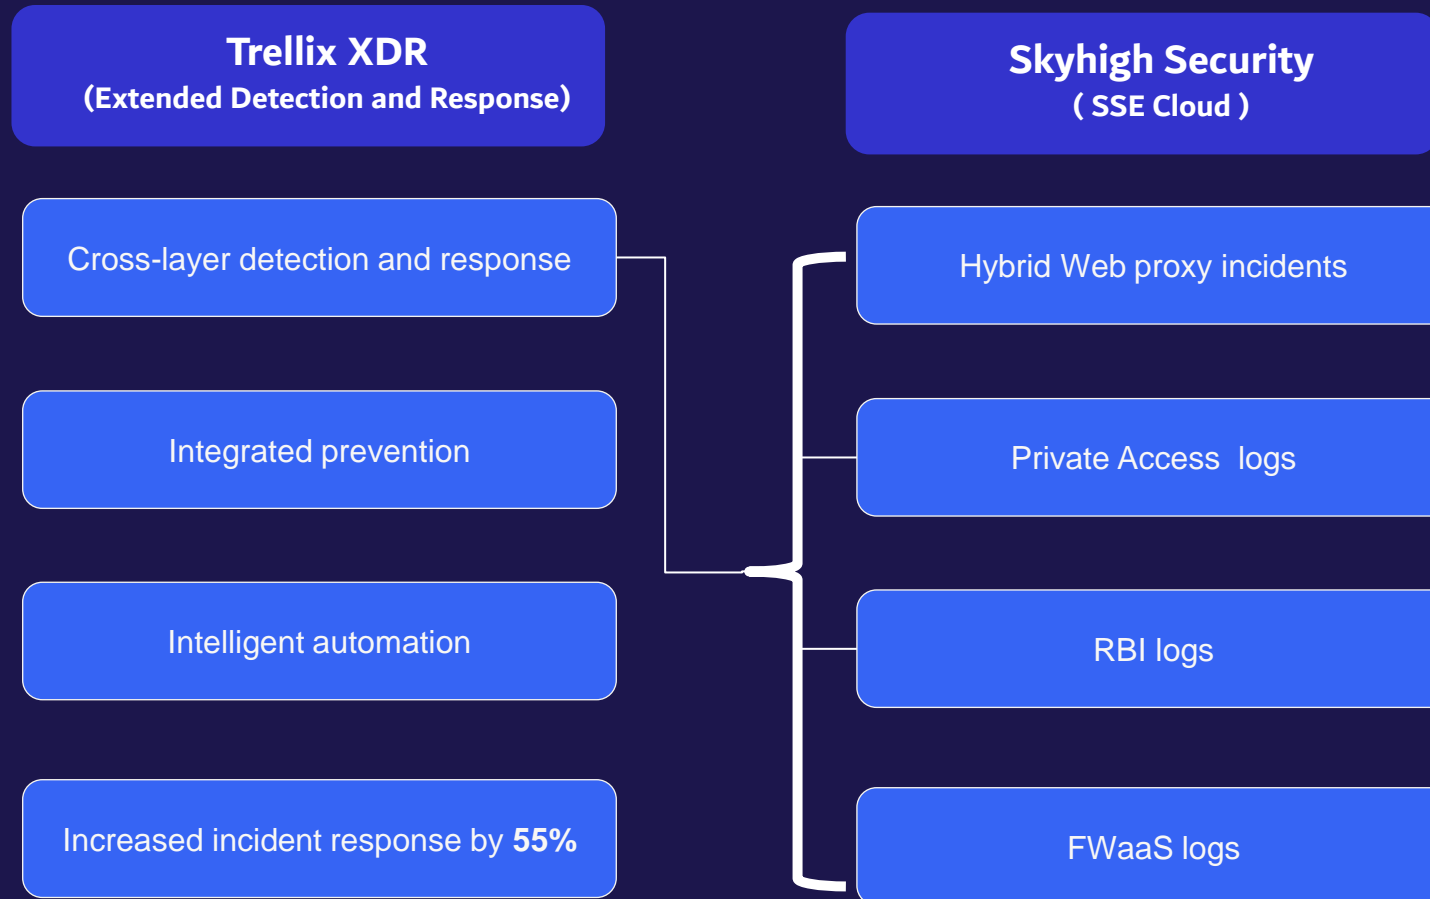 Trellix XDR
(Extended Detection and Response)
Cross-layer detection and response
Integrated prevention
Intelligent automation
Increased incident response by 55%
Skyhigh Security
( SSE Cloud )
Hybrid Web proxy incidents
Private Access  logs
RBI logs
FWaaS logs